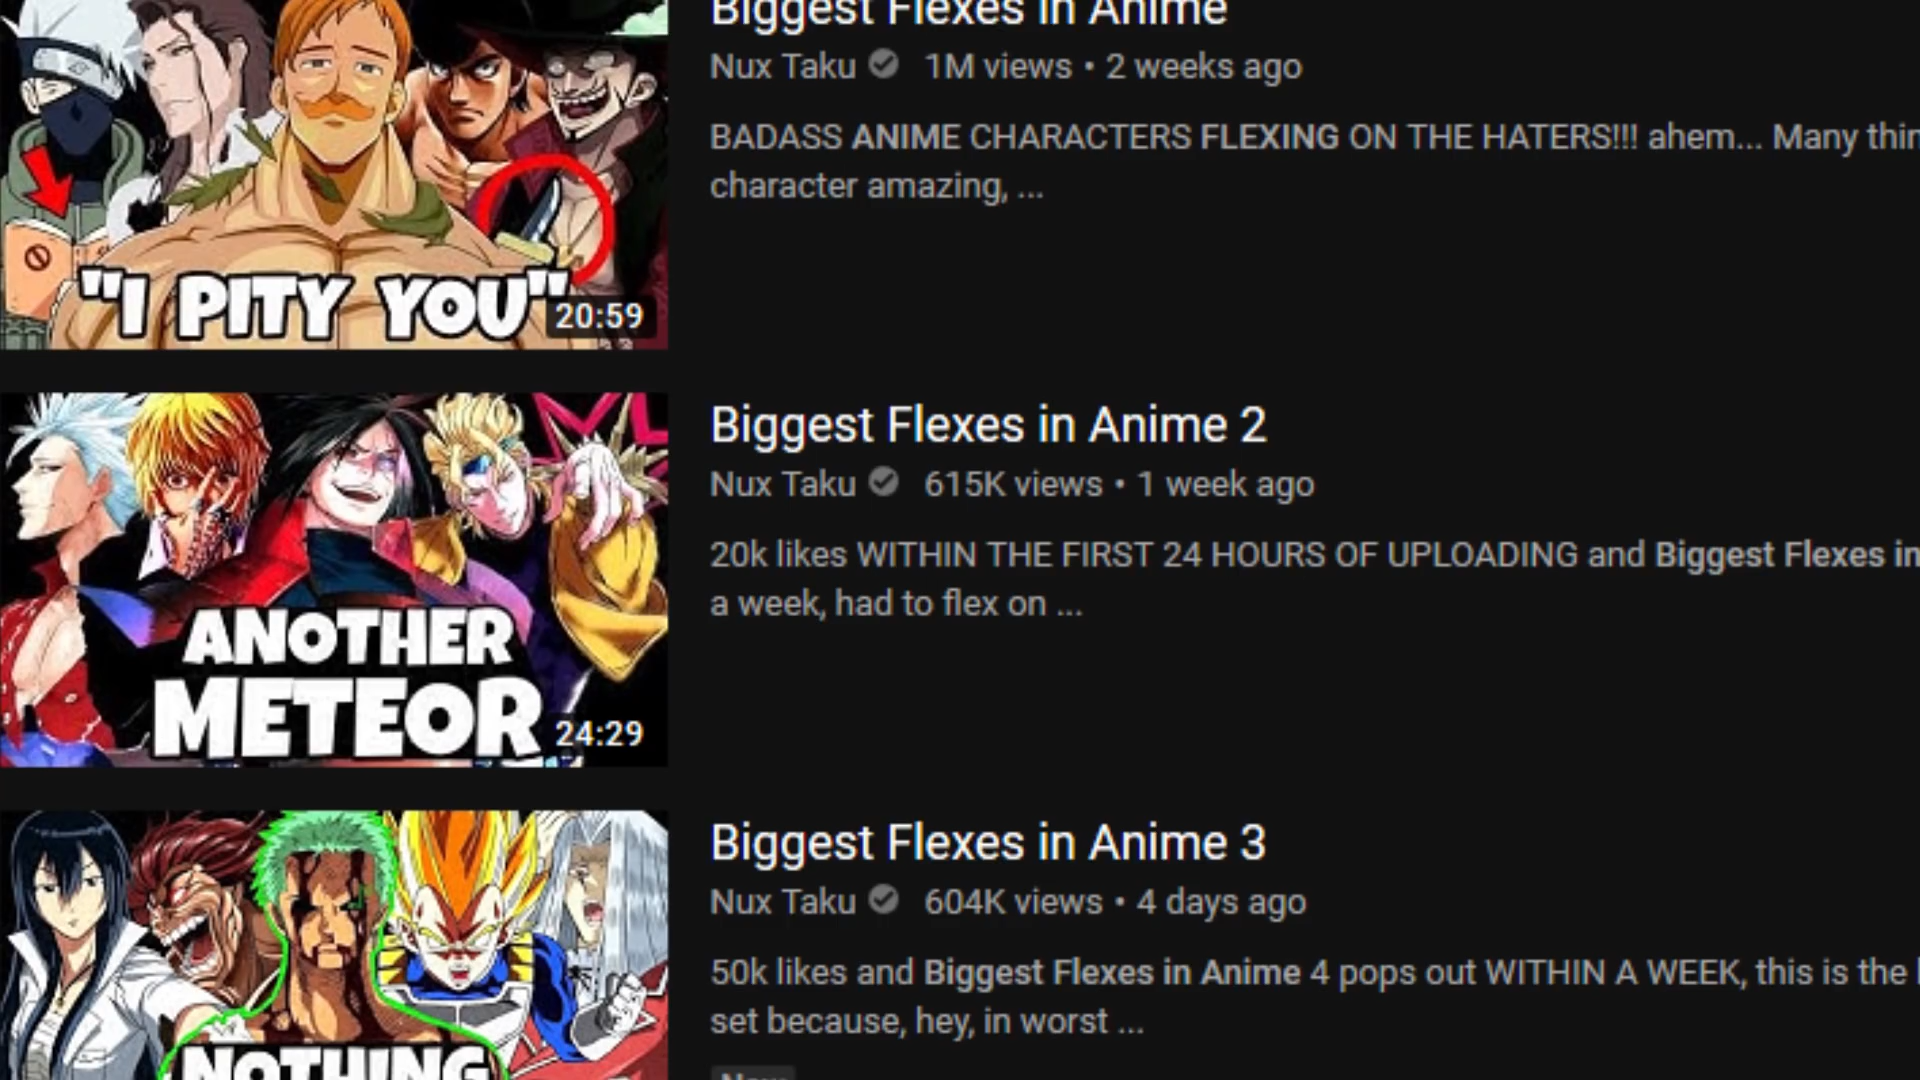 Biggest Flexes in Anime
Nux Taku 1M views • 2 weeks ago
BADASS ANIME CHARACTERS FLEXING ON THE HATERS!!! ahem... Many thin
character amazing, ...
"I PITY YOU"
20:59
Biggest Flexes in Anime 2
Nux Taku 615K views • 1 week ago
20k likes WITHIN THE FIRST 24 HOURS OF UPLOADING and Biggest Flexes in
a week, had to flex on ...
ANOTHER
METEOR
24:29
Biggest Flexes in Anime 3
Nux Taku 604K views • 4 days ago
50k likes and Biggest Flexes in Anime 4 pops out WITHIN A WEEK, this is the
set because, hey, in worst ...
NOTHING
New